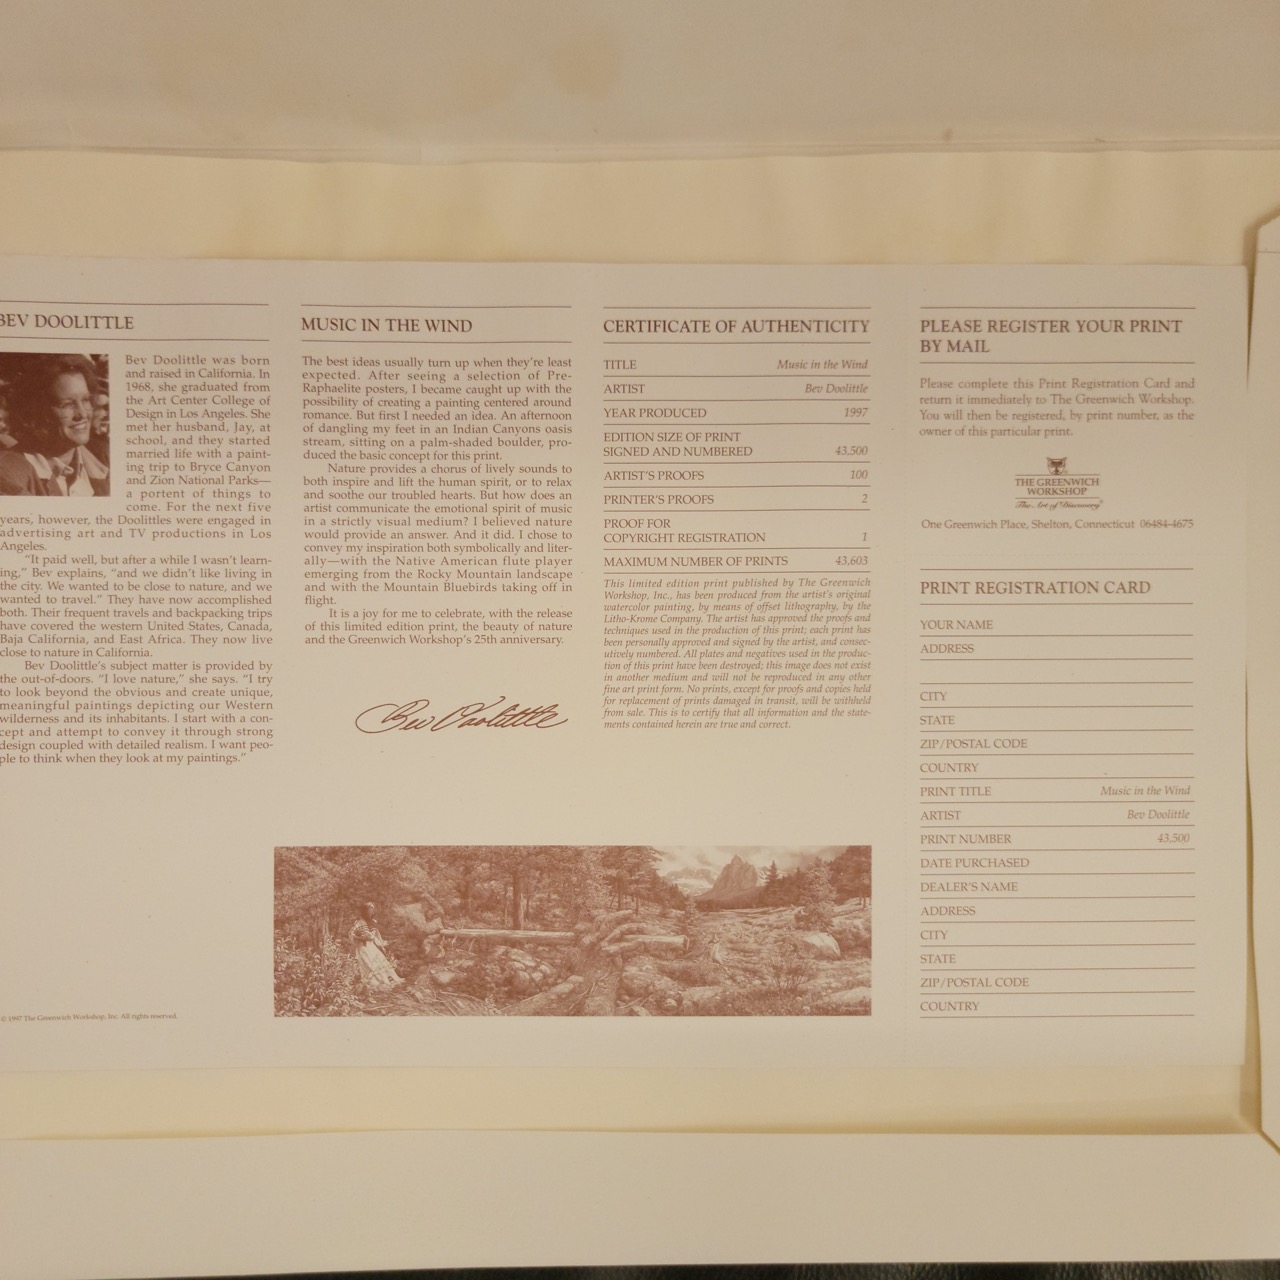 BEV DOOLITTLE
Bev Doolittle was born
and raised in California. In
1968, she graduated from
the Art Center College of
Design in Los Angeles. She
met her husband, Jay, at
school, and they started
married life with a paint-
ing trip to Bryce Canyon
and Zion National Parks—
a portent of things to
come. For the next five
years, however, the Doolittles were engaged in
advertising art and TV productions in Los
Angeles.
"It paid well, but after a while I wasn't learn-
ing," Bev explains, "and we didn't like living in
the city. We wanted to be close to nature, and we
wanted to travel." They have now accomplished
both. Their frequent travels and backpacking trips
have covered the western United States, Canada,
Baja California, and East Africa. They now live
close to nature in California.
Bev Doolittle's subject matter is provided by
the out-of-doors. "I love nature," she says. "I try
to look beyond the obvious and create unique,
meaningful paintings depicting our Western
wilderness and its inhabitants. I start with a con-
cept and attempt to convey it through strong
design coupled with detailed realism. I want peo-
ple to think when they look at my paintings."
© 1997 The Greenwich Workshop, Inc. All rights reserved.
MUSIC IN THE WIND
The best ideas usually turn up when they're least
expected. After seeing a selection of Pre-
Raphaelite posters, I became caught up with the
possibility of creating a painting centered around
romance. But first I needed an idea. An afternoon
of dangling my feet in an Indian Canyons oasis
stream, sitting on a palm-shaded boulder, pro-
duced the basic concept for this print.
Nature provides a chorus of lively sounds to
both inspire and lift the human spirit, or to relax
and soothe our troubled hearts. But how does an
artist communicate the emotional spirit of music
in a strictly visual medium? I believed nature
would provide an answer. And it did. I chose to
convey my inspiration both symbolically and liter-
ally—with the Native American flute player
emerging from the Rocky Mountain landscape
and with the Mountain Bluebirds taking off in
flight.
It is a joy for me to celebrate, with the release
of this limited edition print, the beauty of nature
and the Greenwich Workshop's 25th anniversary.
Bev Doolittle
CERTIFICATE OF AUTHENTICITY
TITLE Music in the Wind
ARTIST Bev Doolittle
YEAR PRODUCED 1997
EDITION SIZE OF PRINT
SIGNED AND NUMBERED 43,500
ARTIST'S PROOFS 100
PRINTER'S PROOFS 2
PROOF FOR
COPYRIGHT REGISTRATION 1
MAXIMUM NUMBER OF PRINTS 43,603
This limited edition print published by The Greenwich
Workshop, Inc., has been produced from the artist's original
watercolor painting, by means of offset lithography, by the
Litho-Krome Company. The artist has approved the proofs and
techniques used in the production of this print; each print has
been personally approved and signed by the artist, and consec-
utively numbered. All plates and negatives used in the produc-
tion of this print have been destroyed; this image does not exist
in another medium and will not be reproduced in any other
fine art print form. No prints, except for proofs and copies held
for replacement of prints damaged in transit, will be withheld
from sale. This is to certify that all information and the state-
ments contained herein are true and correct.
PLEASE REGISTER YOUR PRINT
BY MAIL
Please complete this Print Registration Card and
return it immediately to The Greenwich Workshop.
You will then be registered, by print number, as the
owner of this particular print.
THE GREENWICH
WORKSHOP
The Art of Discovery®
One Greenwich Place, Shelton, Connecticut 06484-4675
PRINT REGISTRATION CARD
YOUR NAME
ADDRESS
CITY
STATE
ZIP/POSTAL CODE
COUNTRY
PRINT TITLE Music in the Wind
ARTIST Bev Doolittle
PRINT NUMBER 43,500
DATE PURCHASED
DEALER'S NAME
ADDRESS
CITY
STATE
ZIP/POSTAL CODE
COUNTRY